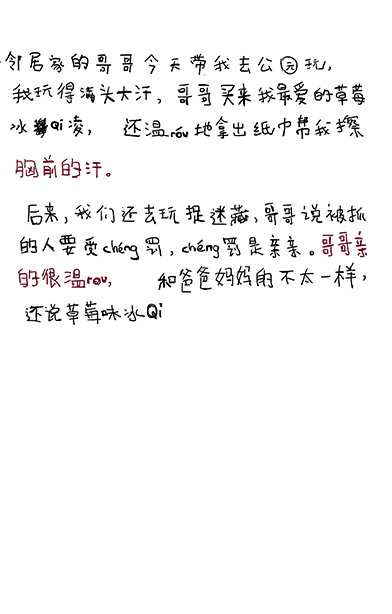 邻居家的哥哥今天带我去公园玩，
我玩得满头大汗，哥哥买来我最爱的草莓
冰Qi凌，还温róu地拿出纸巾帮我擦
胸前的汗。
后来，我们还去玩捉迷藏，哥哥说被抓
的人要受chéng罚，chéng罚是亲亲。哥哥亲
的很温rou，和爸爸妈妈的不太一样，
还说草莓味冰Qi